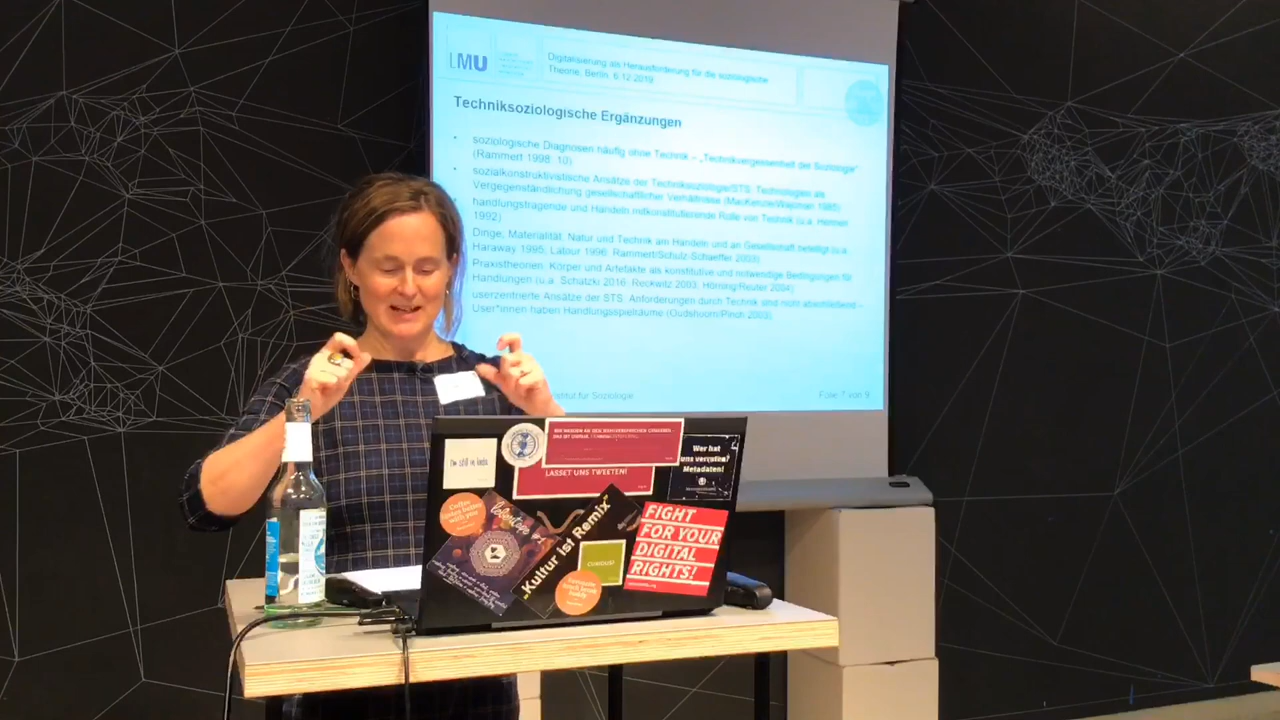 LMU
Digitalisierung als Herausforderung für die soziologische
Theorie, Berlin, 6.12.2019
Techniksoziologische Ergänzungen
• soziologische Diagnosen häufig ohne Technik – „Technikvergessenheit der Soziologie“
(Rammert 1998: 10)
• sozialkonstruktivistische Ansätze der Techniksoziologie/STS: Technologien als
Vergegenständlichung gesellschaftlicher Verhältnisse (MacKenzie/Wajcman 1985)
handlungstragende und Handeln mitkonstituierende Rolle von Technik (u.a. Hennen
1992)
Dinge, Materialität, Natur und Technik am Handeln und an Gesellschaft beteiligt (u.a.
Haraway 1995, Latour 1996, Rammert/Schulz-Schaeffer 2003)
Praxistheorien: Körper und Artefakte als konstitutive und notwendige Bedingungen für
Handlungen (u.a. Schatzki 2016, Reckwitz 2003, Hörning/Reuter 2004)
userzentrierte Ansätze der STS: Anforderungen durch Technik sind nicht abschließend –
User*innen haben Handlungsspielräume (Oudshoorn/Pinch 2003)
Institut für Soziologie
Folie 7 von 9
LASSET UNS TWEETEN!
Wer hat
uns verraten?
Metadaten!
Coffee
tastes better
with you
„Kultur ist Remix“
FIGHT
FOR YOUR
DIGITAL
RIGHTS!